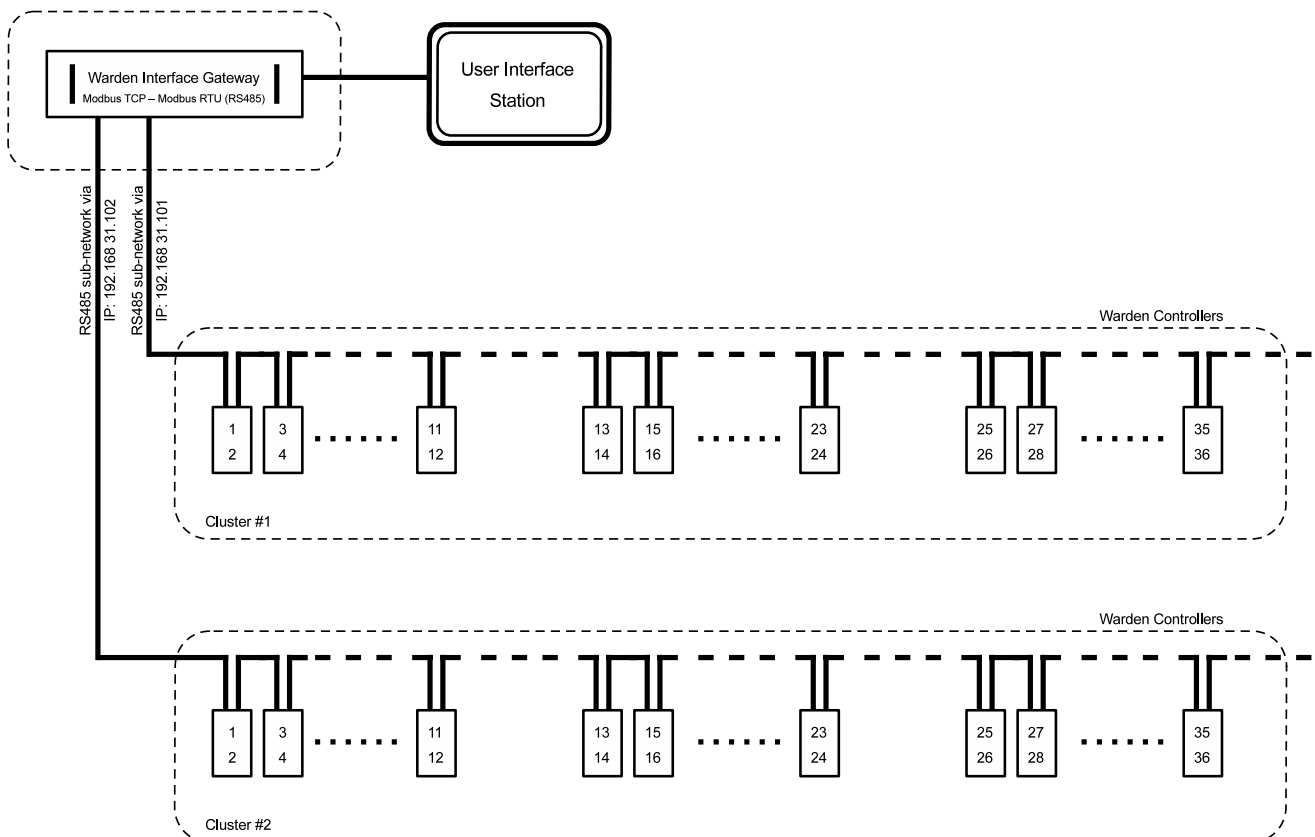 Warden Interface Gateway
Modbus TCP – Modbus RTU (RS485)
User Interface
Station
RS485 sub-network via
IP: 192.168 31.102
RS485 sub-network via
IP: 192.168 31.101
Warden Controllers
1 3 11 13 15 23 25 27 35
2 4 12 14 16 24 26 28 36
Cluster #1
Warden Controllers
1 3 11 13 15 23 25 27 35
2 4 12 14 16 24 26 28 36
Cluster #2